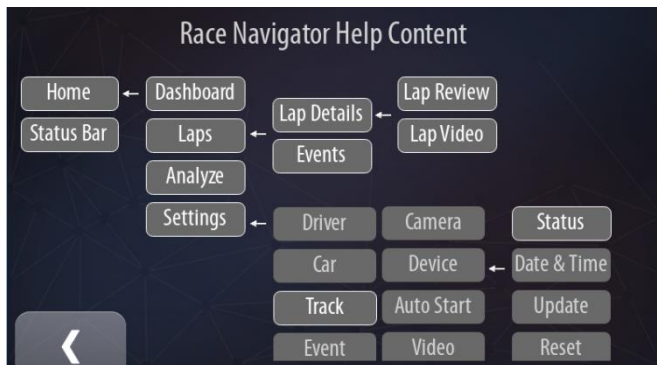 Race Navigator Help Content
Home
Dashboard
Lap Review
Lap Details
Status Bar
Laps
Lap Video
Events
Analyze
Settings
Driver
Camera
Status
Car
Device
Date & Time
Track
Auto Start
Update
Event
Video
Reset